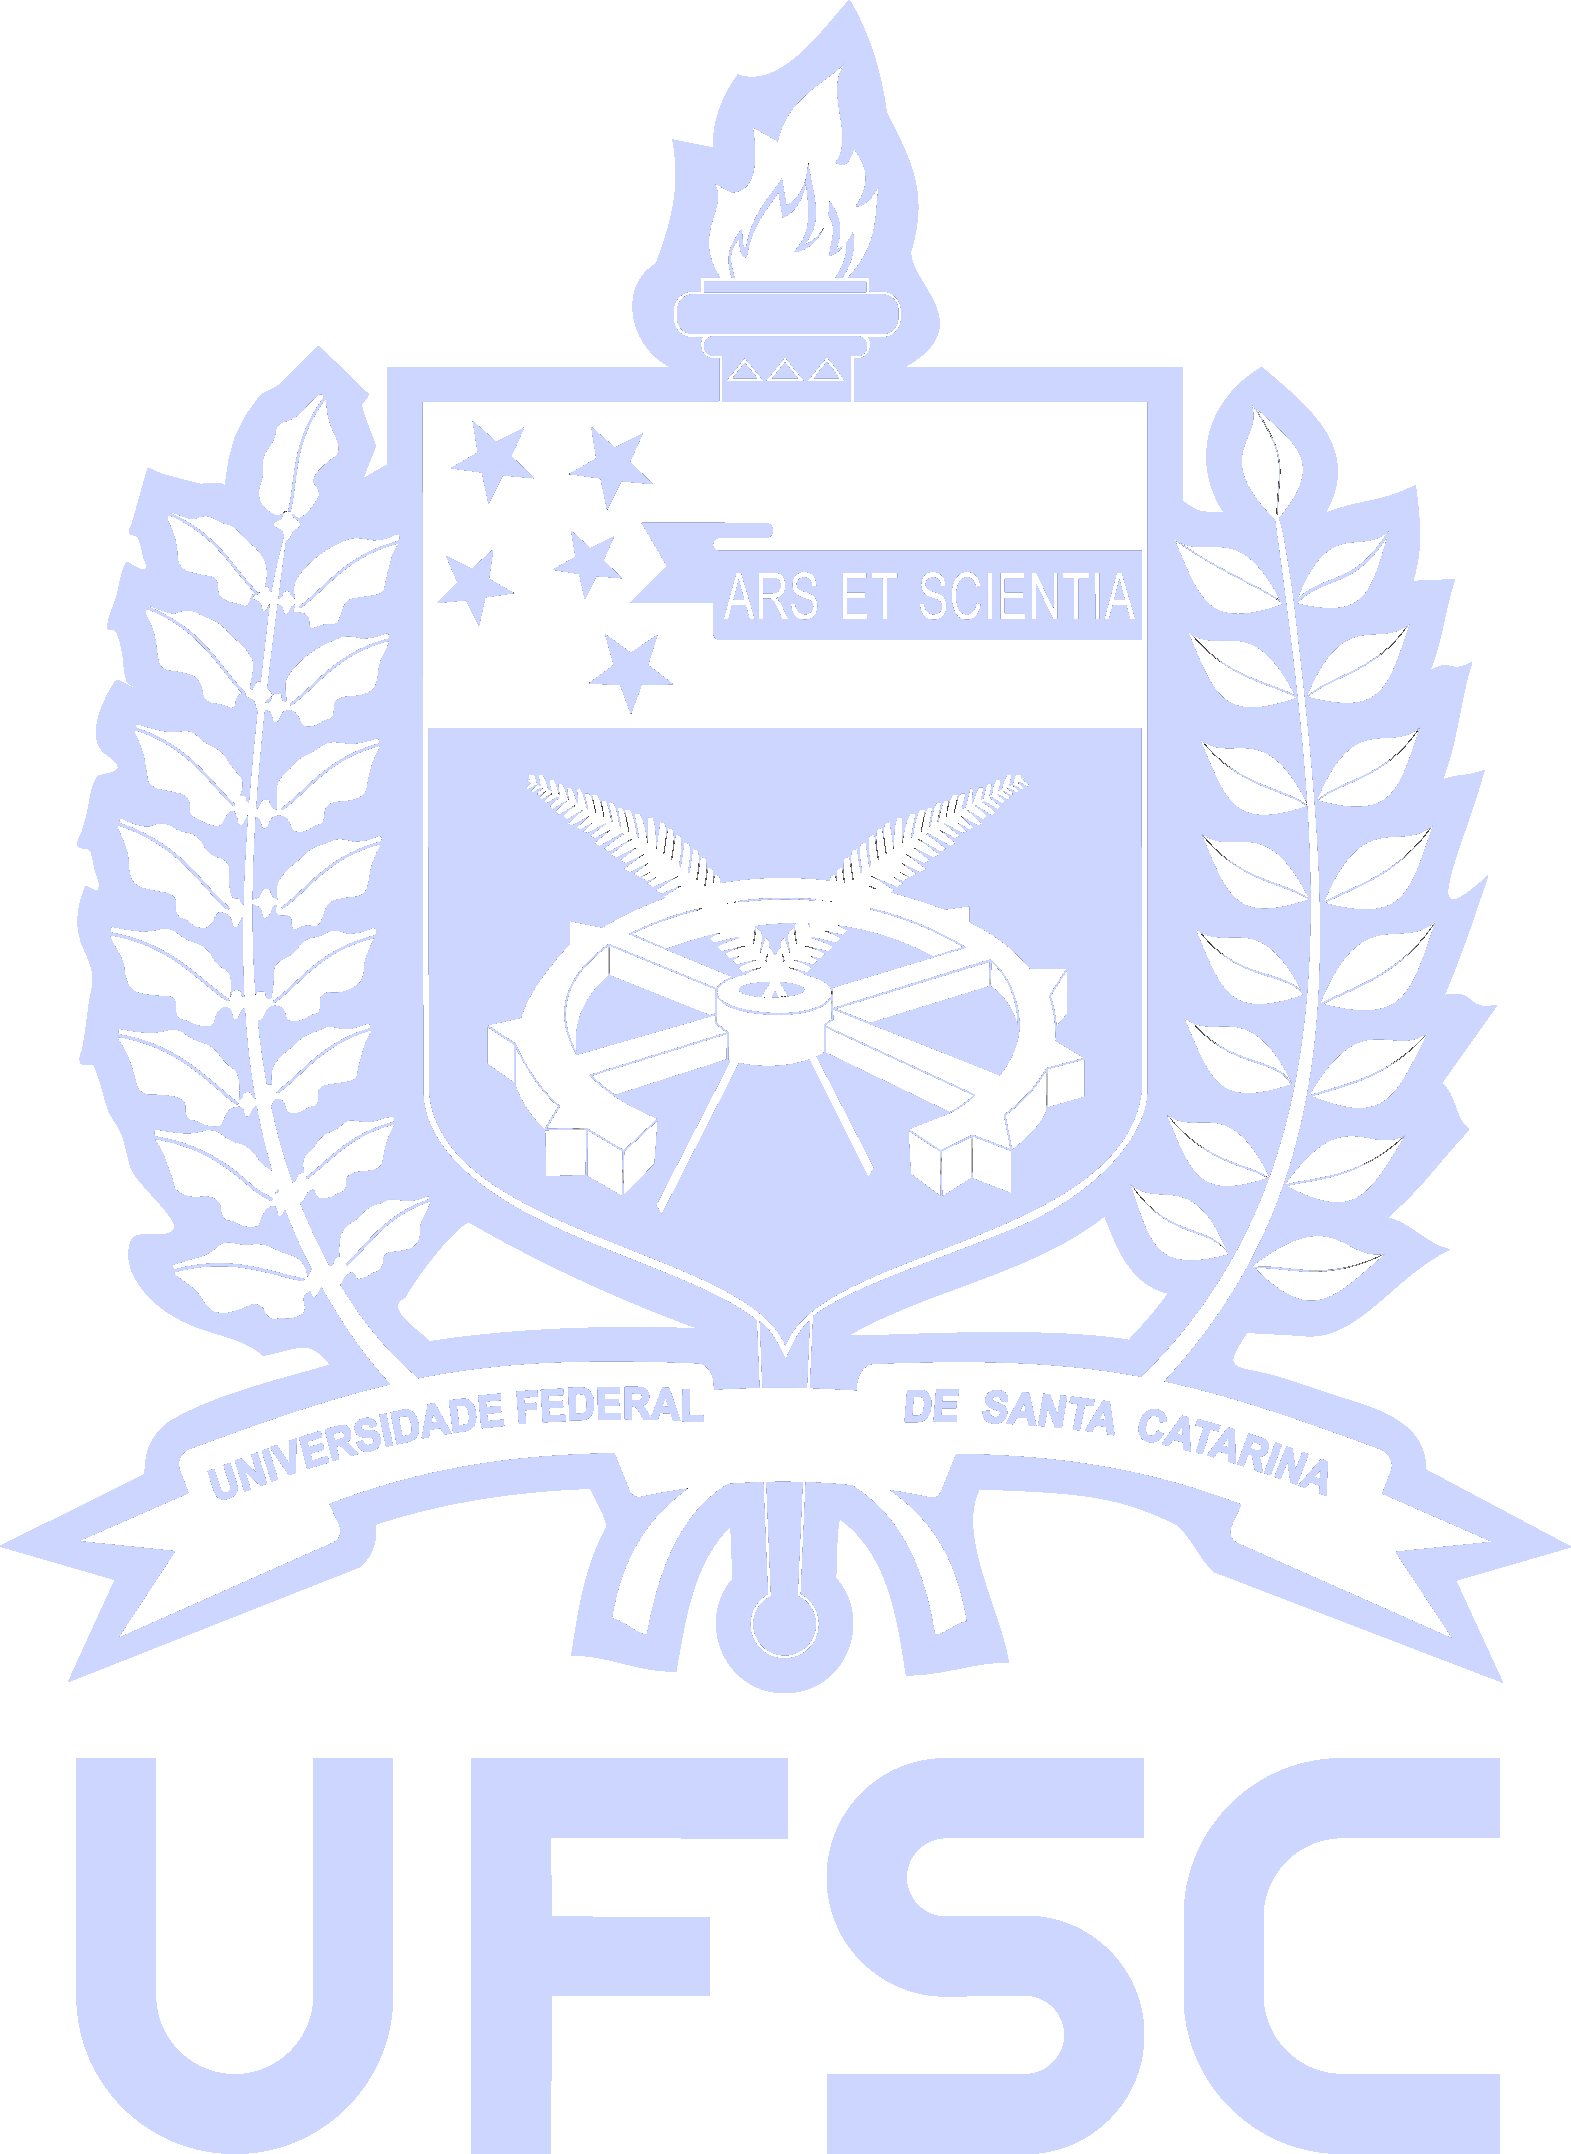 ARS ET SCIENTIA
UNIVERSIDADE FEDERAL DE SANTA CATARINA
UFSC